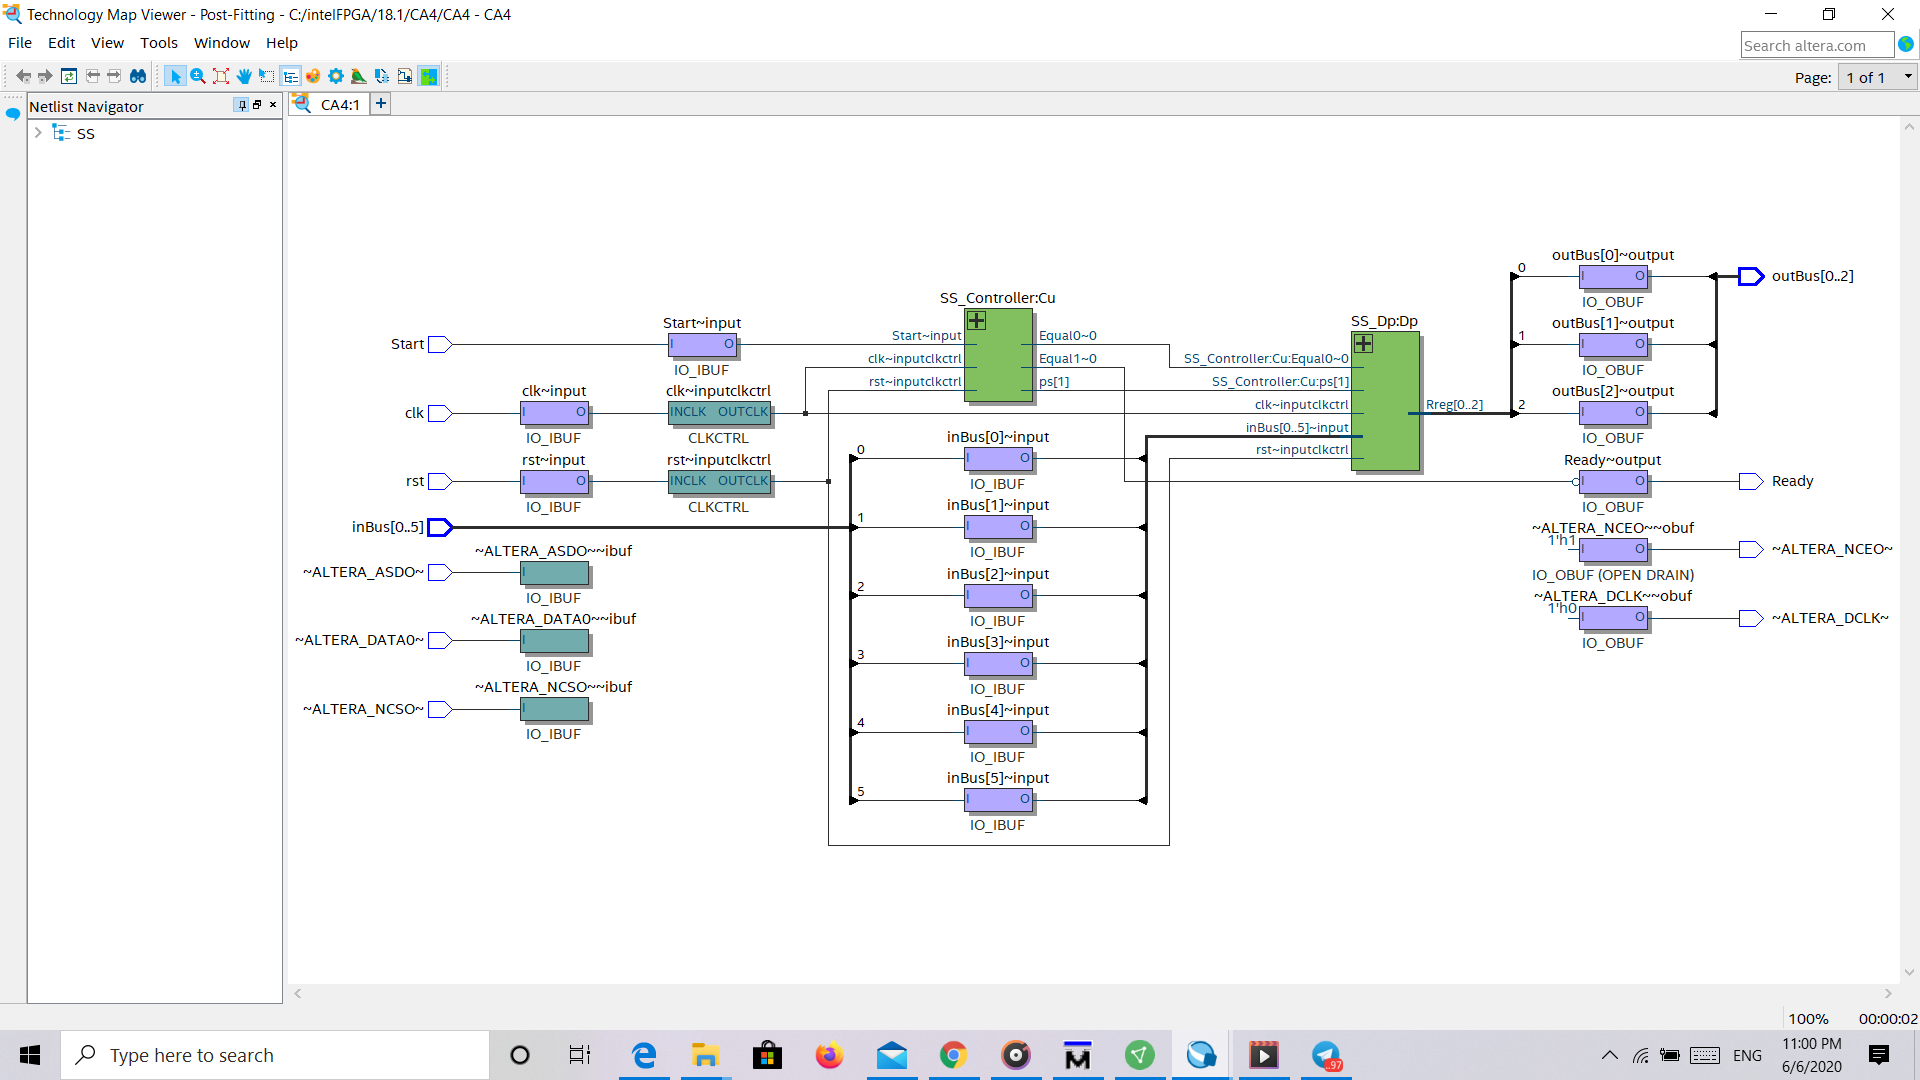 Technology Map Viewer - Post-Fitting - C:/intelFPGA/18.1/CA4/CA4 - CA4
File Edit View Tools Window Help
Search altera.com
Page: 1 of 1
Netlist Navigator
CA4:1
SS
Start
Start~input
I O
IO_IBUF
clk
clk~input
I O
IO_IBUF
clk~inputclkctrl
INCLK OUTCLK
CLKCTRL
rst
rst~input
I O
IO_IBUF
rst~inputclkctrl
INCLK OUTCLK
CLKCTRL
inBus[0..5]
~ALTERA_ASDO~
~ALTERA_ASDO~~ibuf
I
IO_IBUF
~ALTERA_DATA0~
~ALTERA_DATA0~~ibuf
I
IO_IBUF
~ALTERA_NCSO~
~ALTERA_NCSO~~ibuf
I
IO_IBUF
SS_Controller:Cu
Start~input
clk~inputclkctrl
rst~inputclkctrl
Equal0~0
Equal1~0
ps[1]
0
inBus[0]~input
I O
IO_IBUF
1
inBus[1]~input
I O
IO_IBUF
2
inBus[2]~input
I O
IO_IBUF
3
inBus[3]~input
I O
IO_IBUF
4
inBus[4]~input
I O
IO_IBUF
5
inBus[5]~input
I O
IO_IBUF
SS_Dp:Dp
SS_Controller:Cu:Equal0~0
SS_Controller:Cu:ps[1]
clk~inputclkctrl
inBus[0..5]~input
rst~inputclkctrl
Rreg[0..2]
0
outBus[0]~output
I O
IO_OBUF
outBus[0..2]
1
outBus[1]~output
I O
IO_OBUF
2
outBus[2]~output
I O
IO_OBUF
Ready~output
I O
IO_OBUF
Ready
~ALTERA_NCEO~~obuf
1'h1
I O
IO_OBUF (OPEN DRAIN)
~ALTERA_NCEO~
~ALTERA_DCLK~~obuf
1'h0
I O
IO_OBUF
~ALTERA_DCLK~
100% 00:00:02
Type here to search
..97
ENG
11:00 PM
6/6/2020